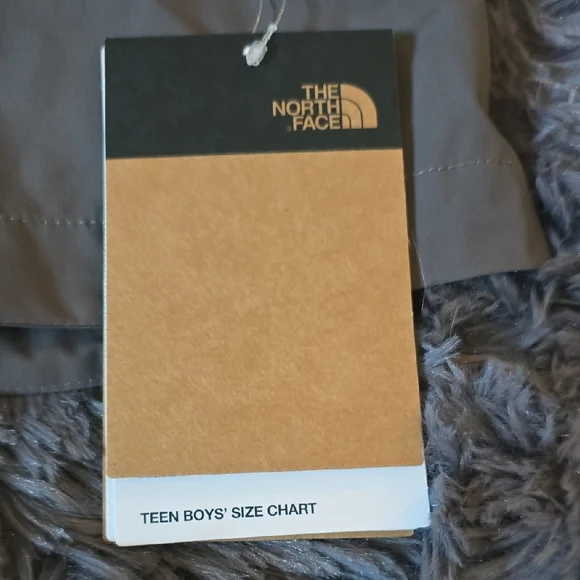 THE
NORTH
FACE
TEEN BOYS' SIZE CHART